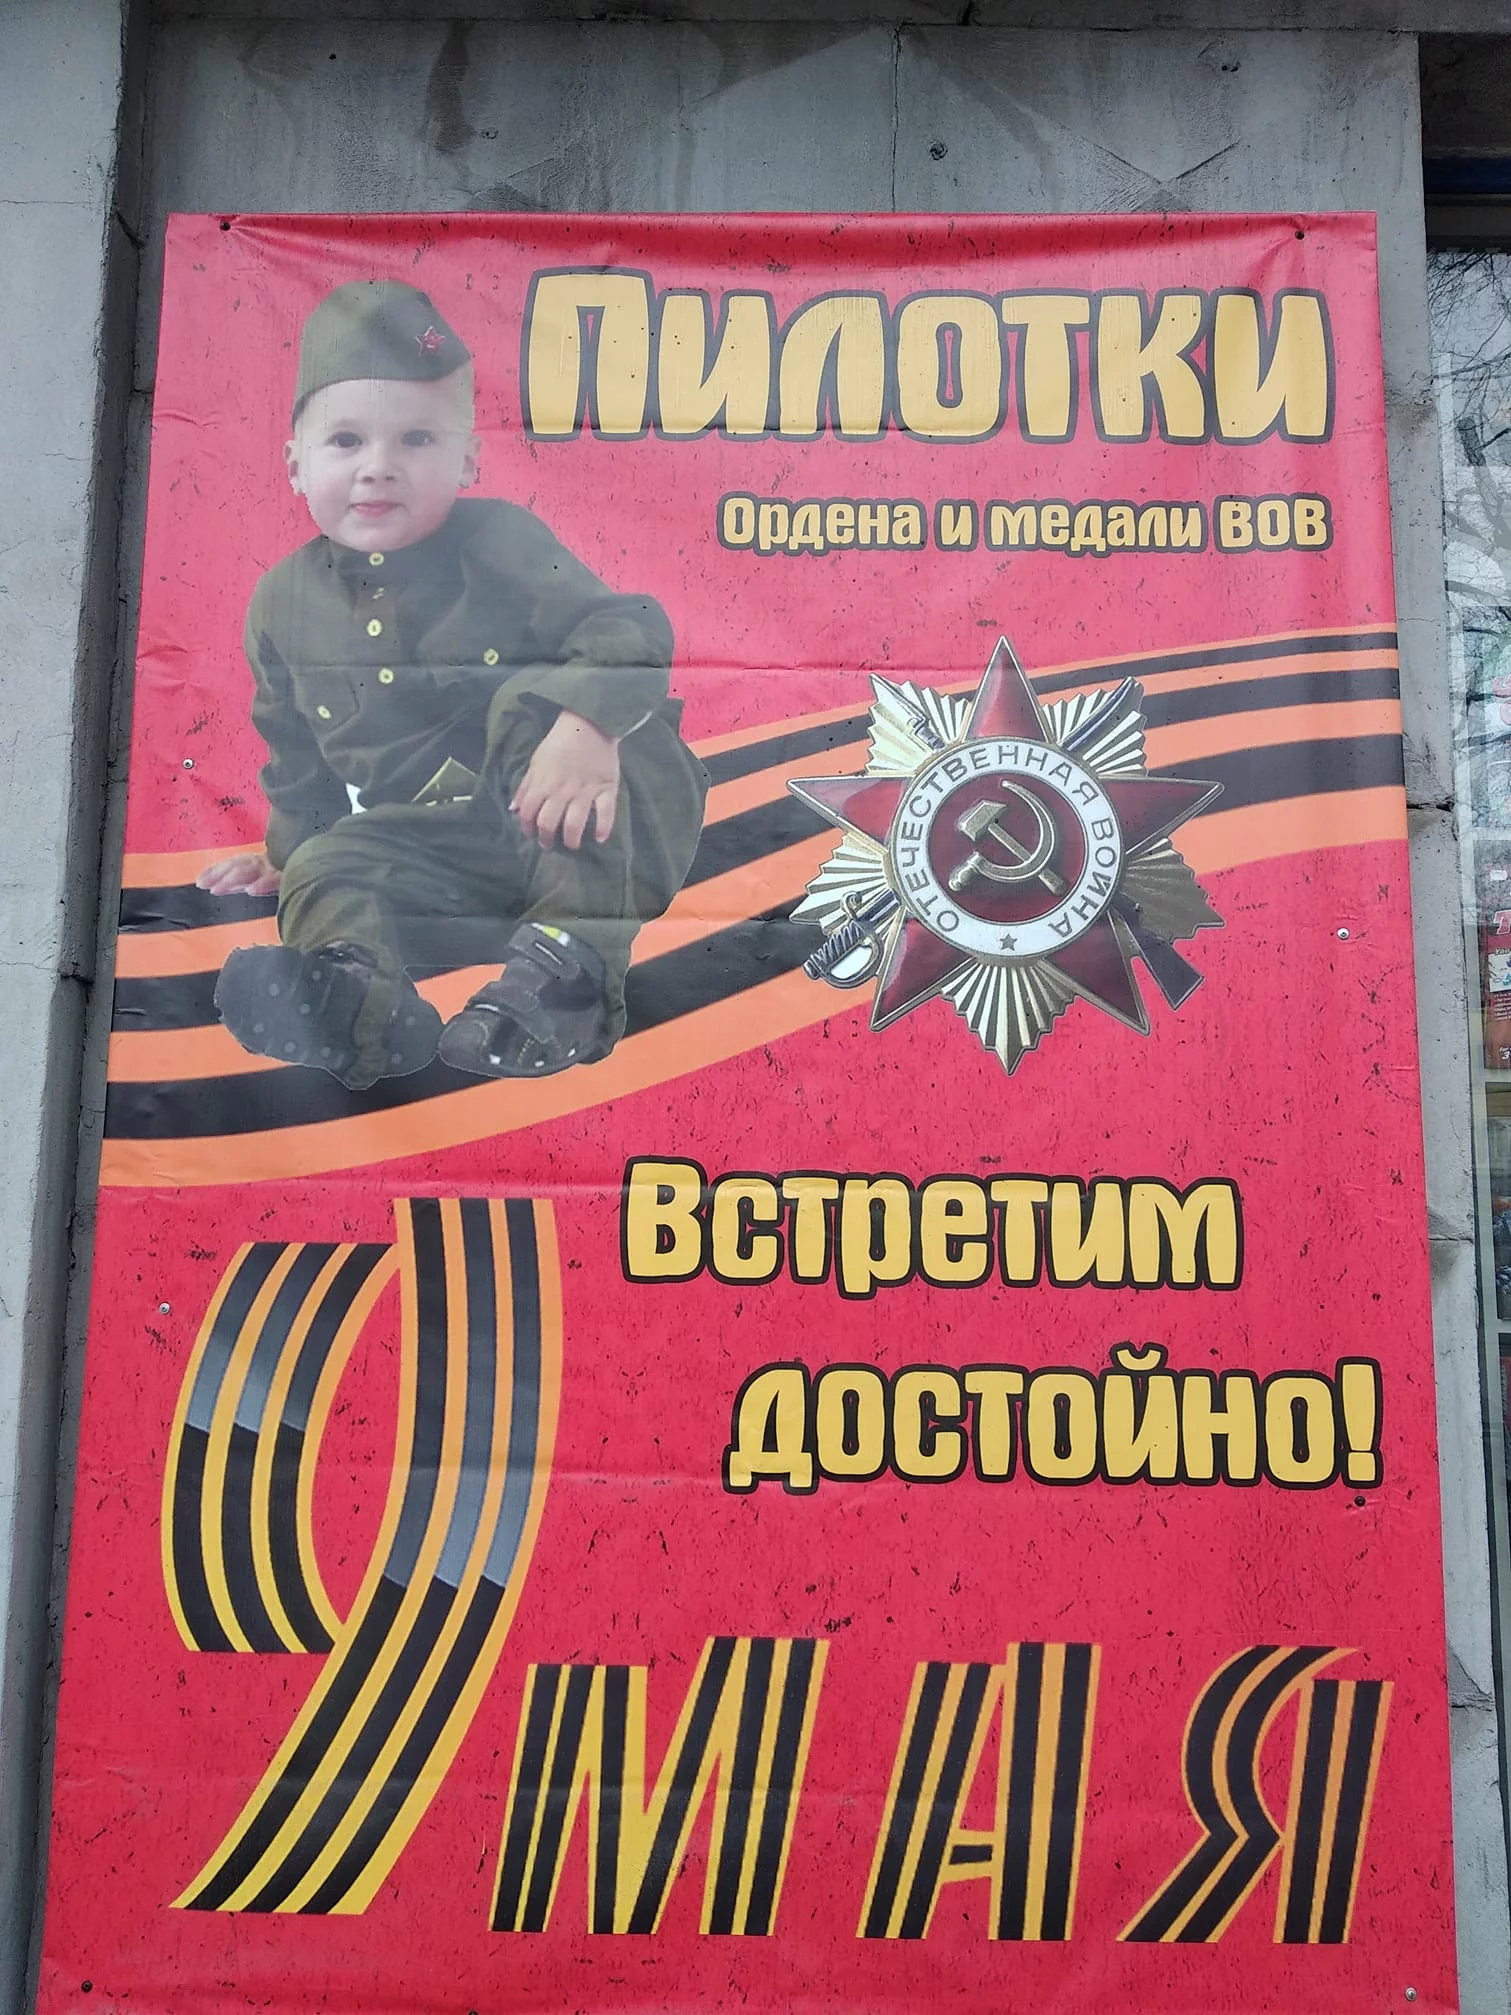 Пилотки
Ордена и медали ВОВ
ОТЕЧЕСТВЕННАЯ ВОЙНА
Встретим
достойно!
9 МАЯ